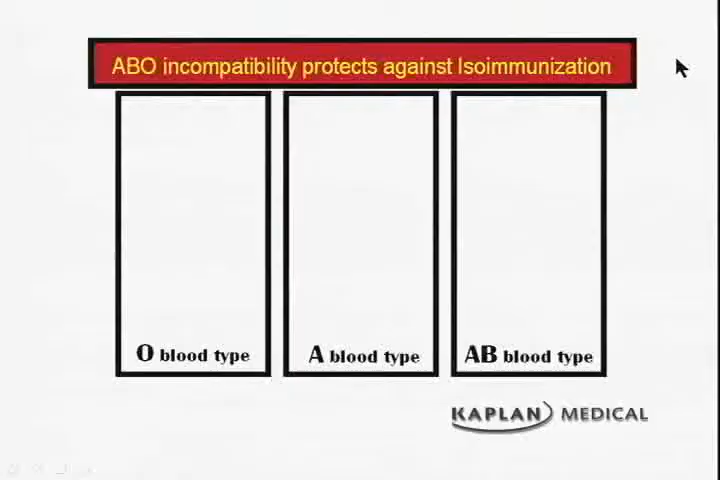 ABO incompatibility protects against Isoimmunization
O blood type
A blood type
AB blood type
KAPLAN MEDICAL